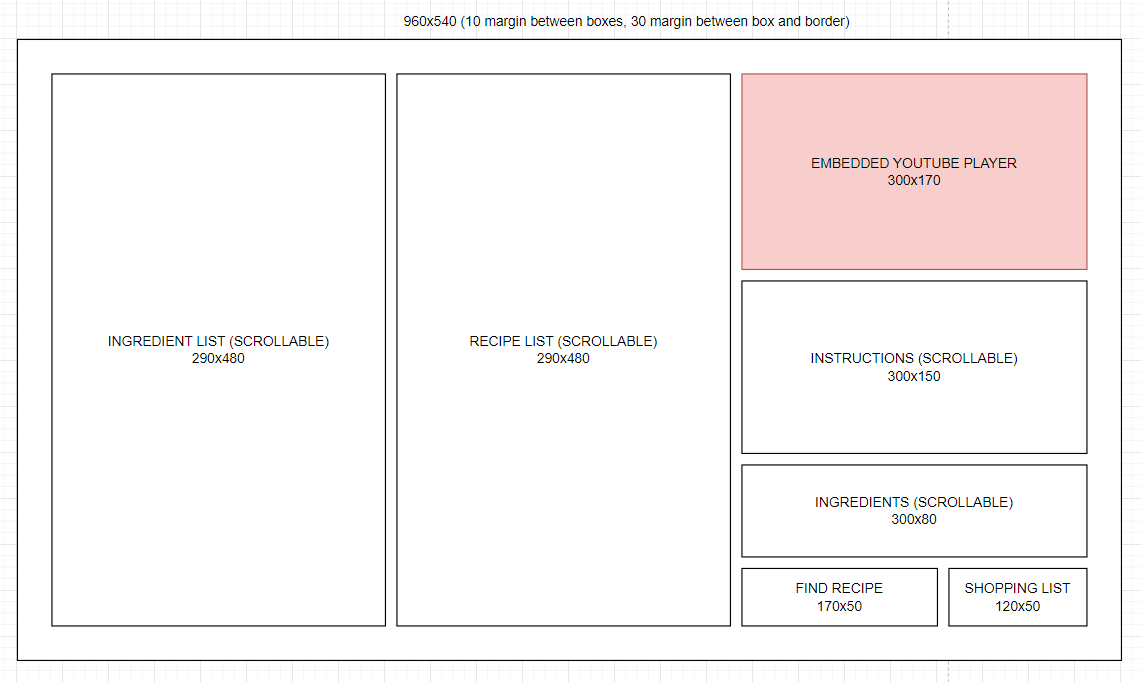 960x540 (10 margin between boxes, 30 margin between box and border)
INGREDIENT LIST (SCROLLABLE)
290x480
RECIPE LIST (SCROLLABLE)
290x480
EMBEDDED YOUTUBE PLAYER
300x170
INSTRUCTIONS (SCROLLABLE)
300x150
INGREDIENTS (SCROLLABLE)
300x80
FIND RECIPE
170x50
SHOPPING LIST
120x50